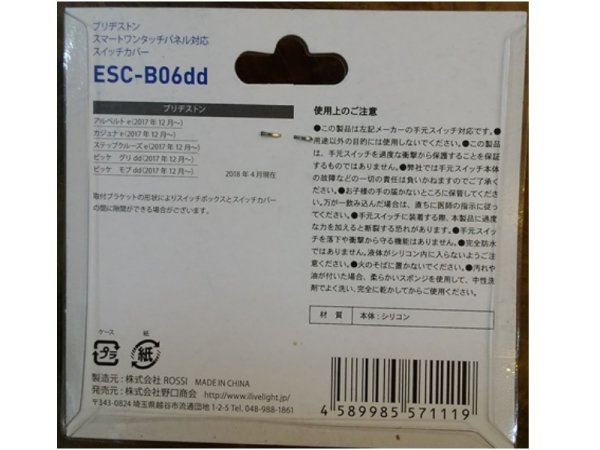 ブリヂストン
スマートワンタッチパネル対応
スイッチカバー
ESC-B06dd
ブリヂストン
アルベルト e(2017 年 12 月〜)
カジュナ e(2017 年 12 月〜)
ステップクルーズ e(2017 年 12 月〜)
ビッケ グリ dd(2017 年 12 月〜)
ビッケ モブ dd(2017 年 12 月〜)
2018 年 4 月現在
取付ブラケットの形状によりスイッチボックスとスイッチカバー
の間に隙間ができる場合がございます。
使用上のご注意
●この製品は左記メーカーの手元スイッチ対応です。●
用途以外の目的には使用しないでください。●この製品
は、手元スイッチを過度な衝撃から保護することを保証
するものではありません。●弊社では手元スイッチ本体
の故障などの一切の責任は負いかねますのでご了承く
ださい。●お子様の手の届かないところに保管してくださ
い。万が一飲み込んだ場合は、直ちに医師の指示に従っ
てください。●手元スイッチに装着する際、本製品に過度
な力を加えると断裂する恐れがあります。●手元スイッ
チを落下や衝撃から守る機能はありません。●完全防水
ではありません。液体がシリコン内に入らないようにご注
意ください。●火のそばに置かないでください。●汚れや
油が付いた場合、柔らかいスポンジを使用して、中性洗
剤でよく洗い、完全に乾かしてからご使用ください。
材 質 本体：シリコン
ケース 紙
プラ 紙
製造元：株式会社 ROSSI MADE IN CHINA
発売元：株式会社野口商会 http://www.ilivelight.jp/
〒343-0824 埼玉県越谷市流通団地 1-2-5 Tel. 048-988-1861
4 589985 571119